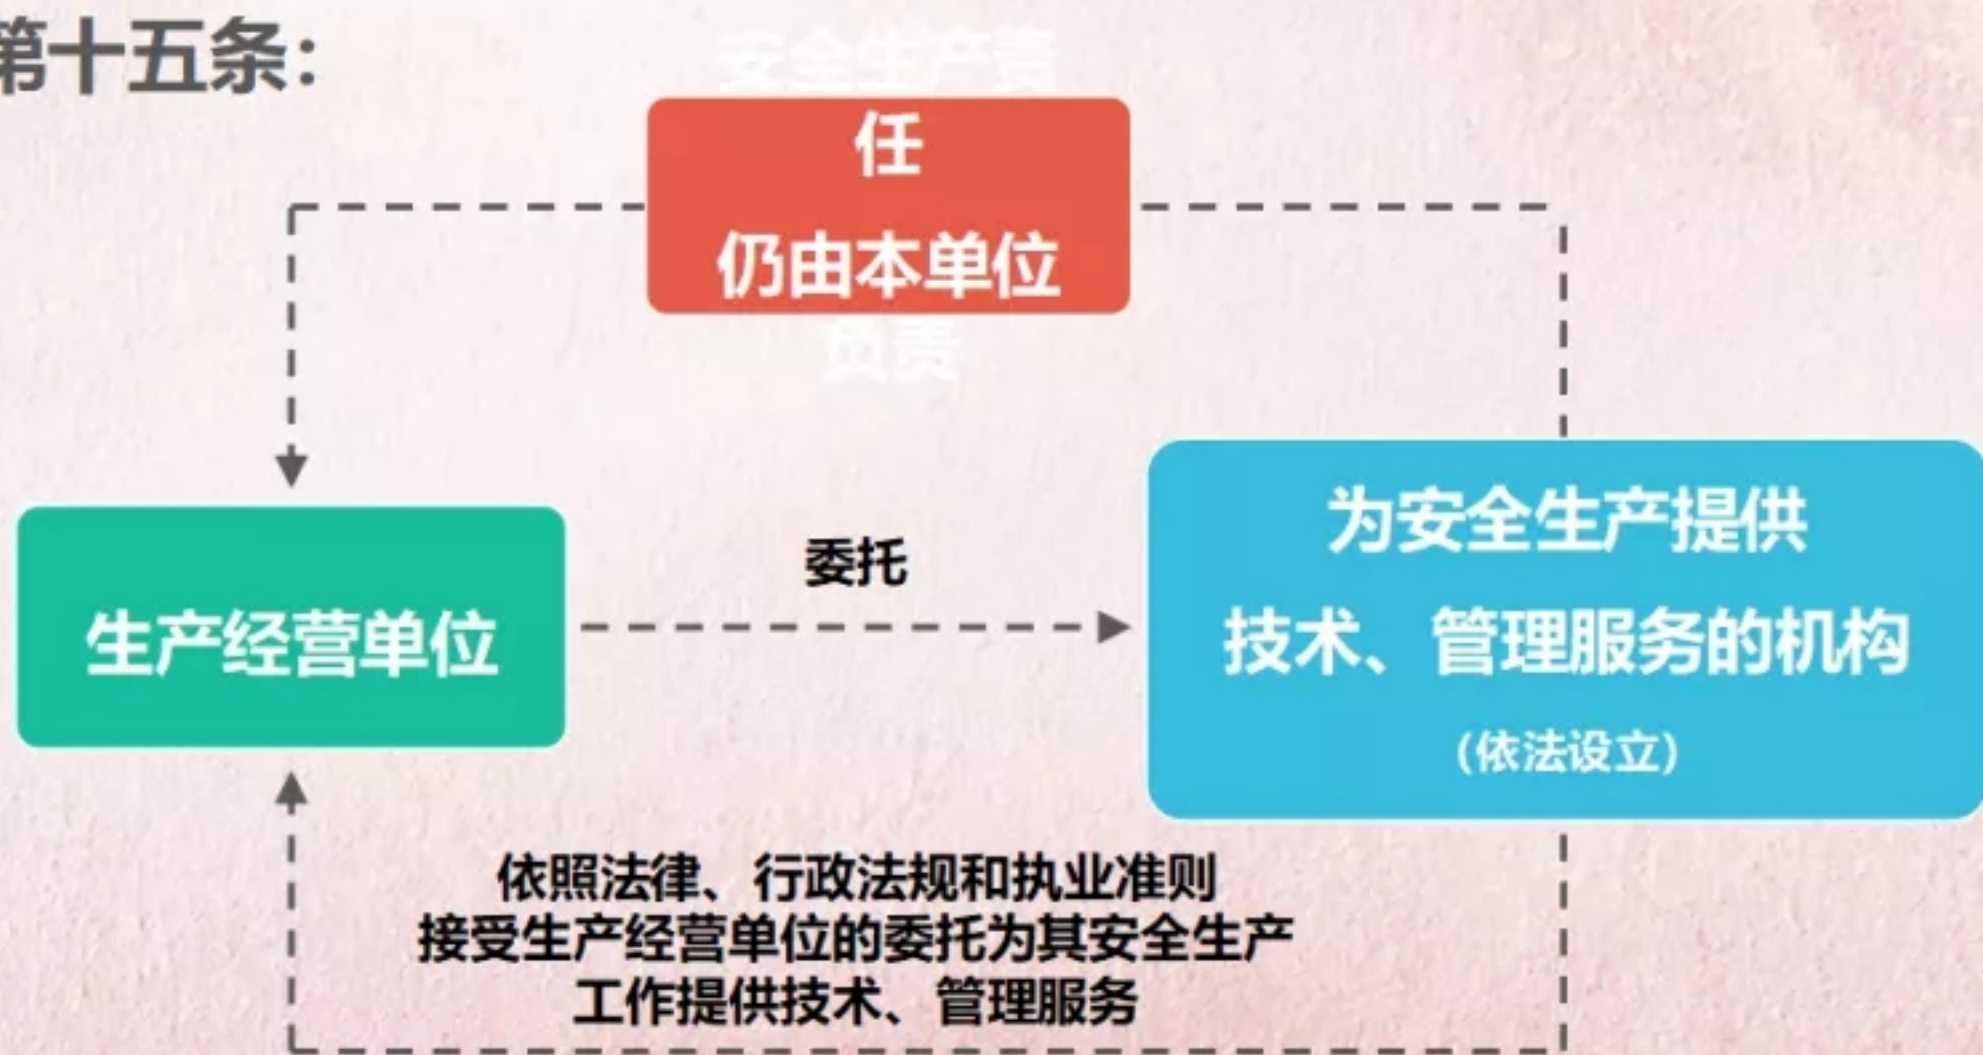 第十五条：
安全生产责
任
仍由本单位
负责
委托
生产经营单位
为安全生产提供
技术、管理服务的机构
（依法设立）
依照法律、行政法规和执业准则
接受生产经营单位的委托为其安全生产
工作提供技术、管理服务